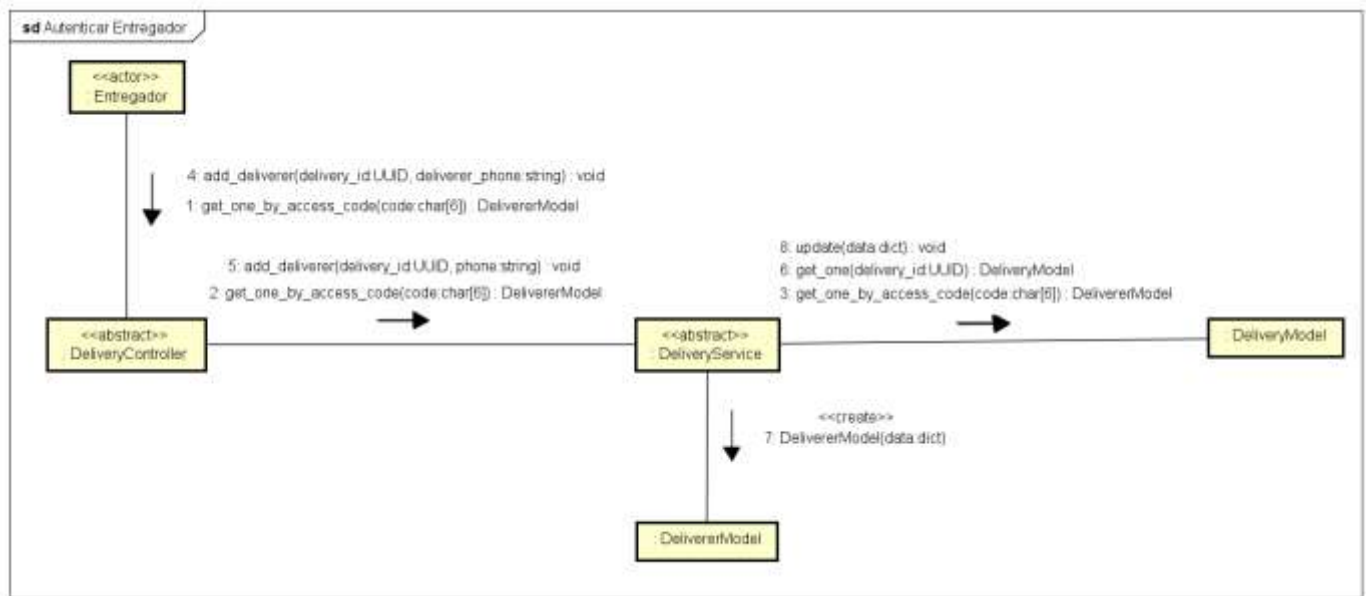 sd Autenticar Entregador
<<actor>>
: Entregador
4: add_deliverer(delivery_id:UUID, deliverer_phone:string) : void
1: get_one_by_access_code(code:char[6]) : DelivererModel
5: add_deliverer(delivery_id:UUID, phone:string) : void
2: get_one_by_access_code(code:char[6]) : DelivererModel
8: update(data:dict) : void
6: get_one(delivery_id:UUID) : DeliveryModel
3: get_one_by_access_code(code:char[6]) : DelivererModel
<<abstract>>
: DeliveryController
<<abstract>>
: DeliveryService
: DeliveryModel
<<create>>
7: DelivererModel(data:dict)
: DelivererModel